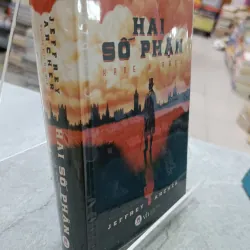 HAI
SỐ PHẬN
JEFFREY ARCHER
JEFFREY
ARCHER
HAI SỐ PHẬN